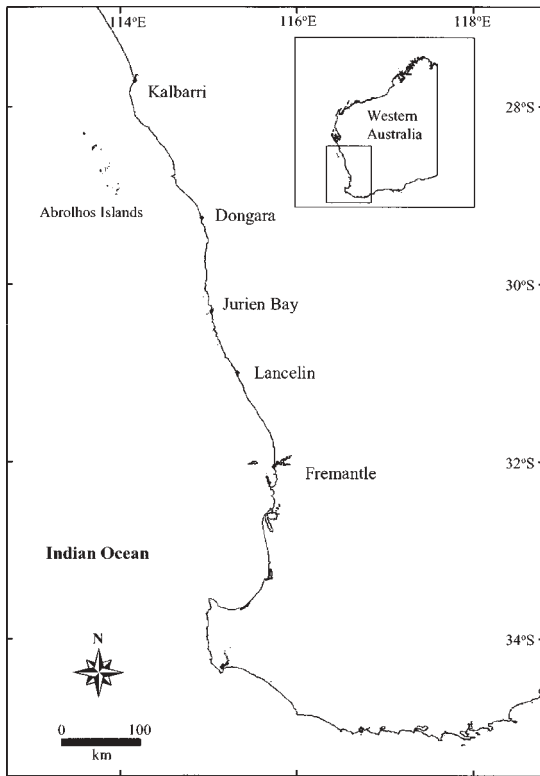 114°E
116°E
118°E
Kalbarri
28°S
Western
Australia
Abrolhos Islands
Dongara
30°S
Jurien Bay
Lancelin
32°S
Fremantle
Indian Ocean
N
34°S
0
100
km